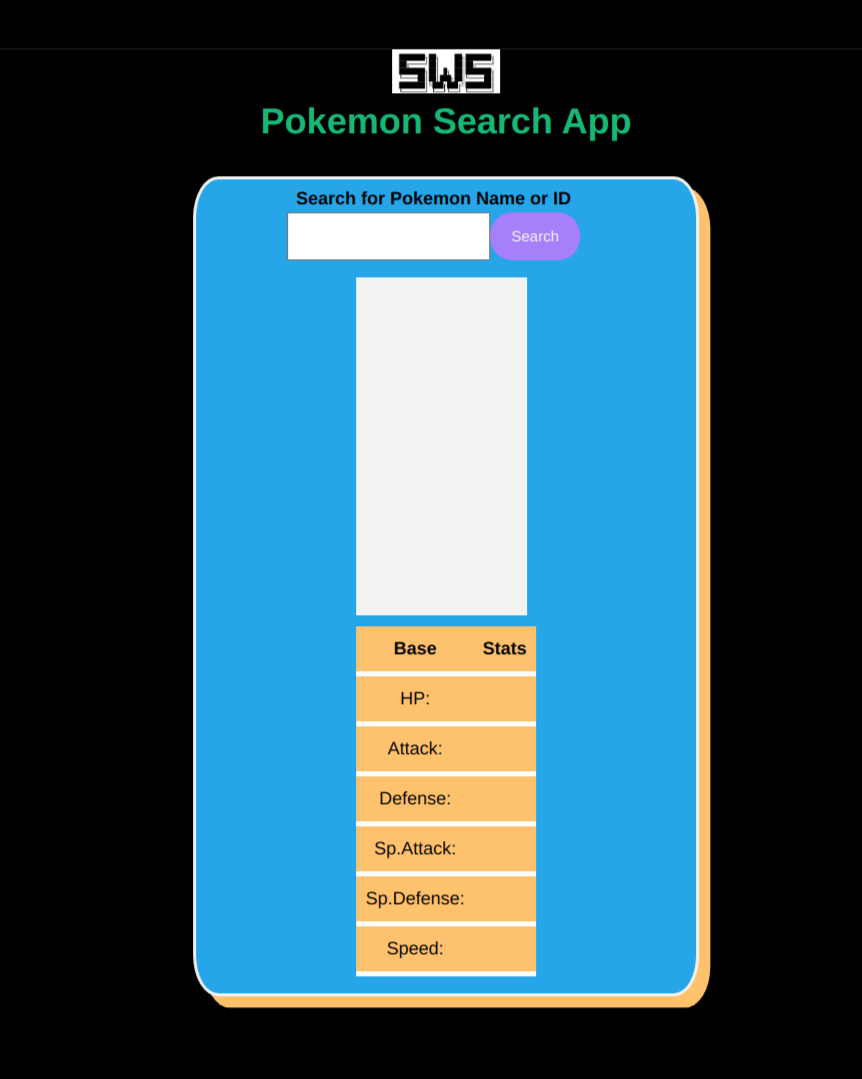 SWS
Pokemon Search App
Search for Pokemon Name or ID
Search
Base Stats
HP:
Attack:
Defense:
Sp.Attack:
Sp.Defense:
Speed: